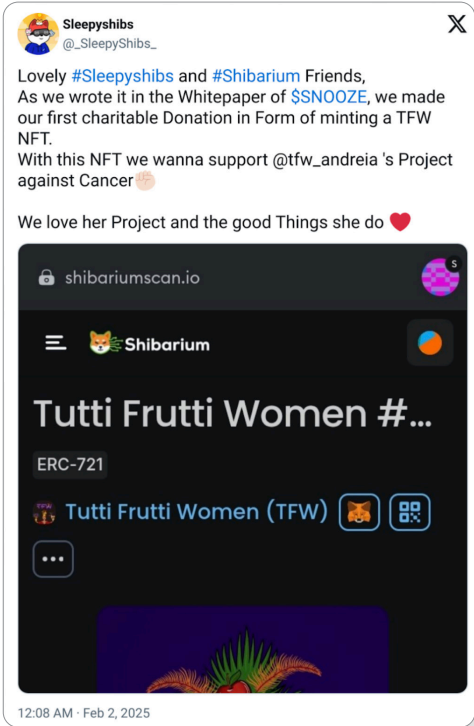 Sleepyshibs
@_SleepyShibs_
X
Lovely #Sleepyshibs and #Shibarium Friends,
As we wrote it in the Whitepaper of $SNOOZE, we made
our first charitable Donation in Form of minting a TFW
NFT.
With this NFT we wanna support @tfw_andreia 's Project
against Cancer✊🏻
We love her Project and the good Things she do ❤️
shibariumscan.io
S
Shibarium
Tutti Frutti Women #...
ERC-721
TFW
Tutti Frutti Women (TFW)
...
12:08 AM · Feb 2, 2025